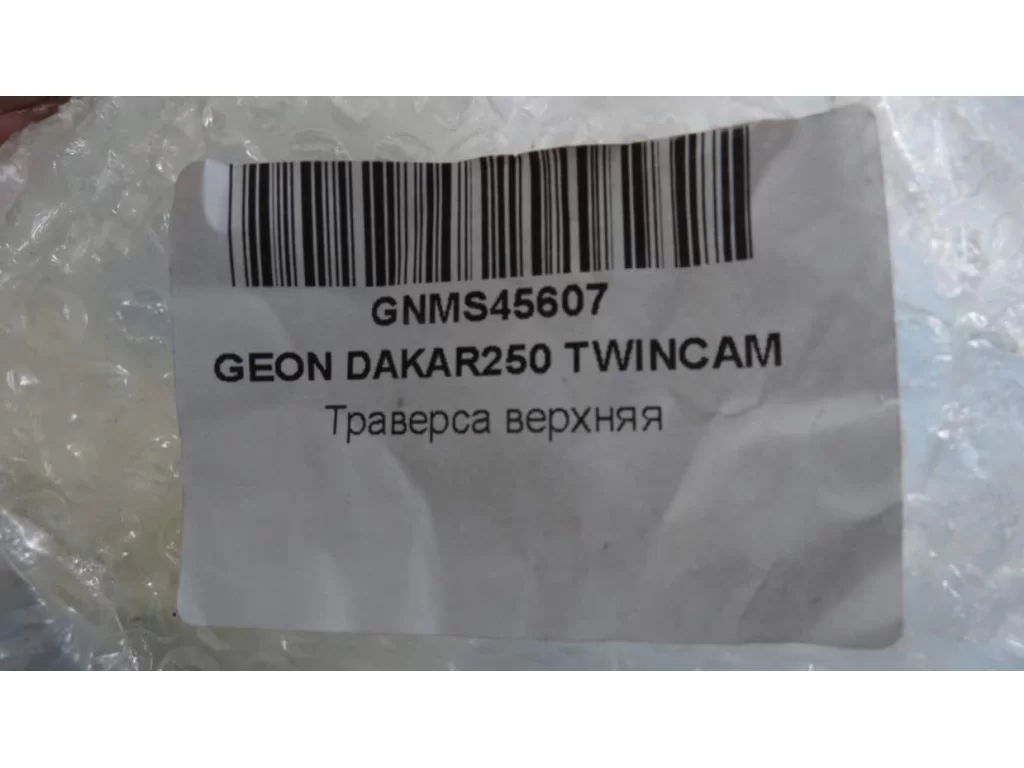 GNMS45607
GEON DAKAR250 TWINCAM
Траверса верхняя